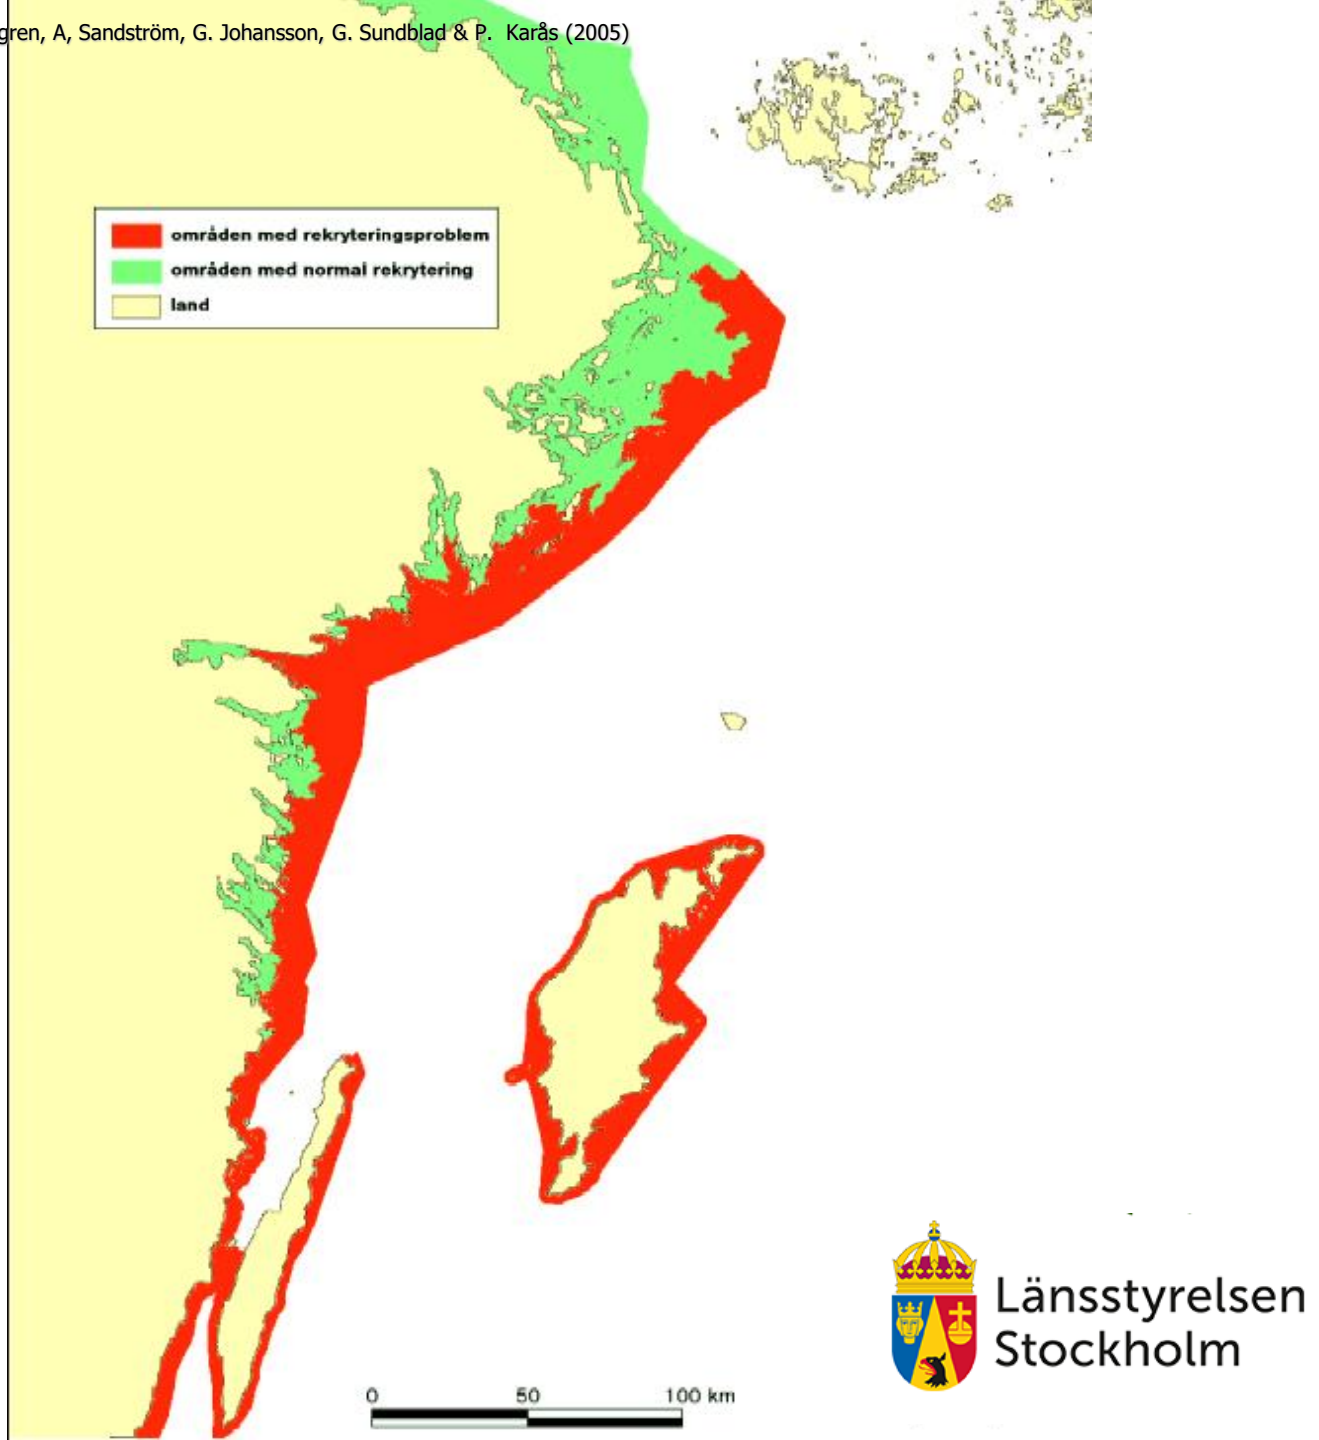 gren, A, Sandström, G. Johansson, G. Sundblad & P. Karås (2005)
områden med rekryteringsproblem
områden med normal rekrytering
land
0 50 100 km
Länsstyrelsen
Stockholm